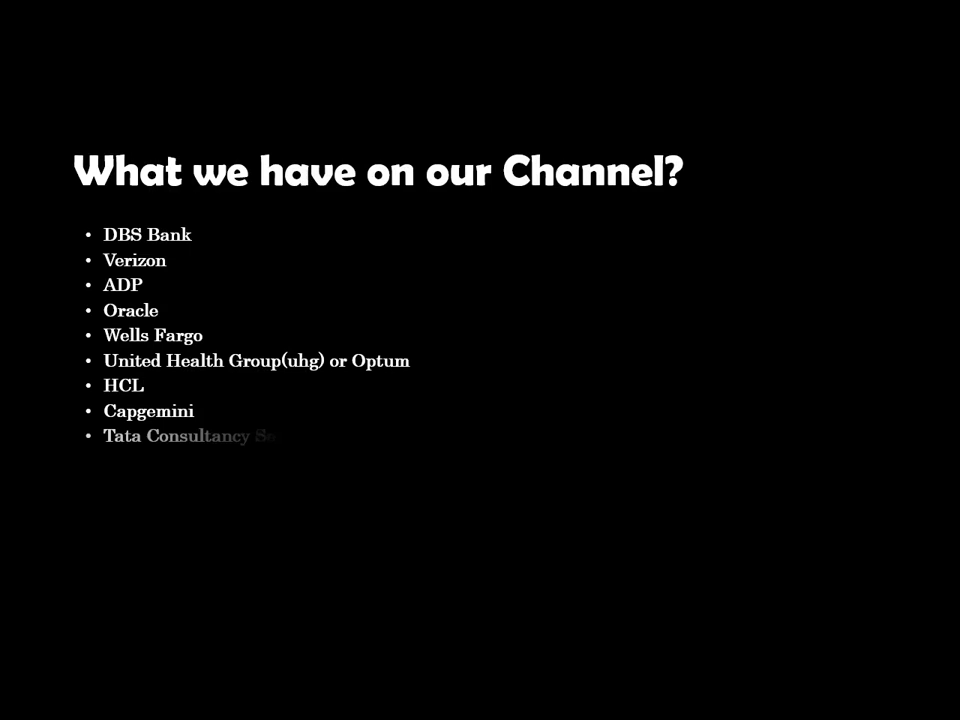 What we have on our Channel?
• DBS Bank
• Verizon
• ADP
• Oracle
• Wells Fargo
• United Health Group(uhg) or Optum
• HCL
• Capgemini
• Tata Consultancy Se